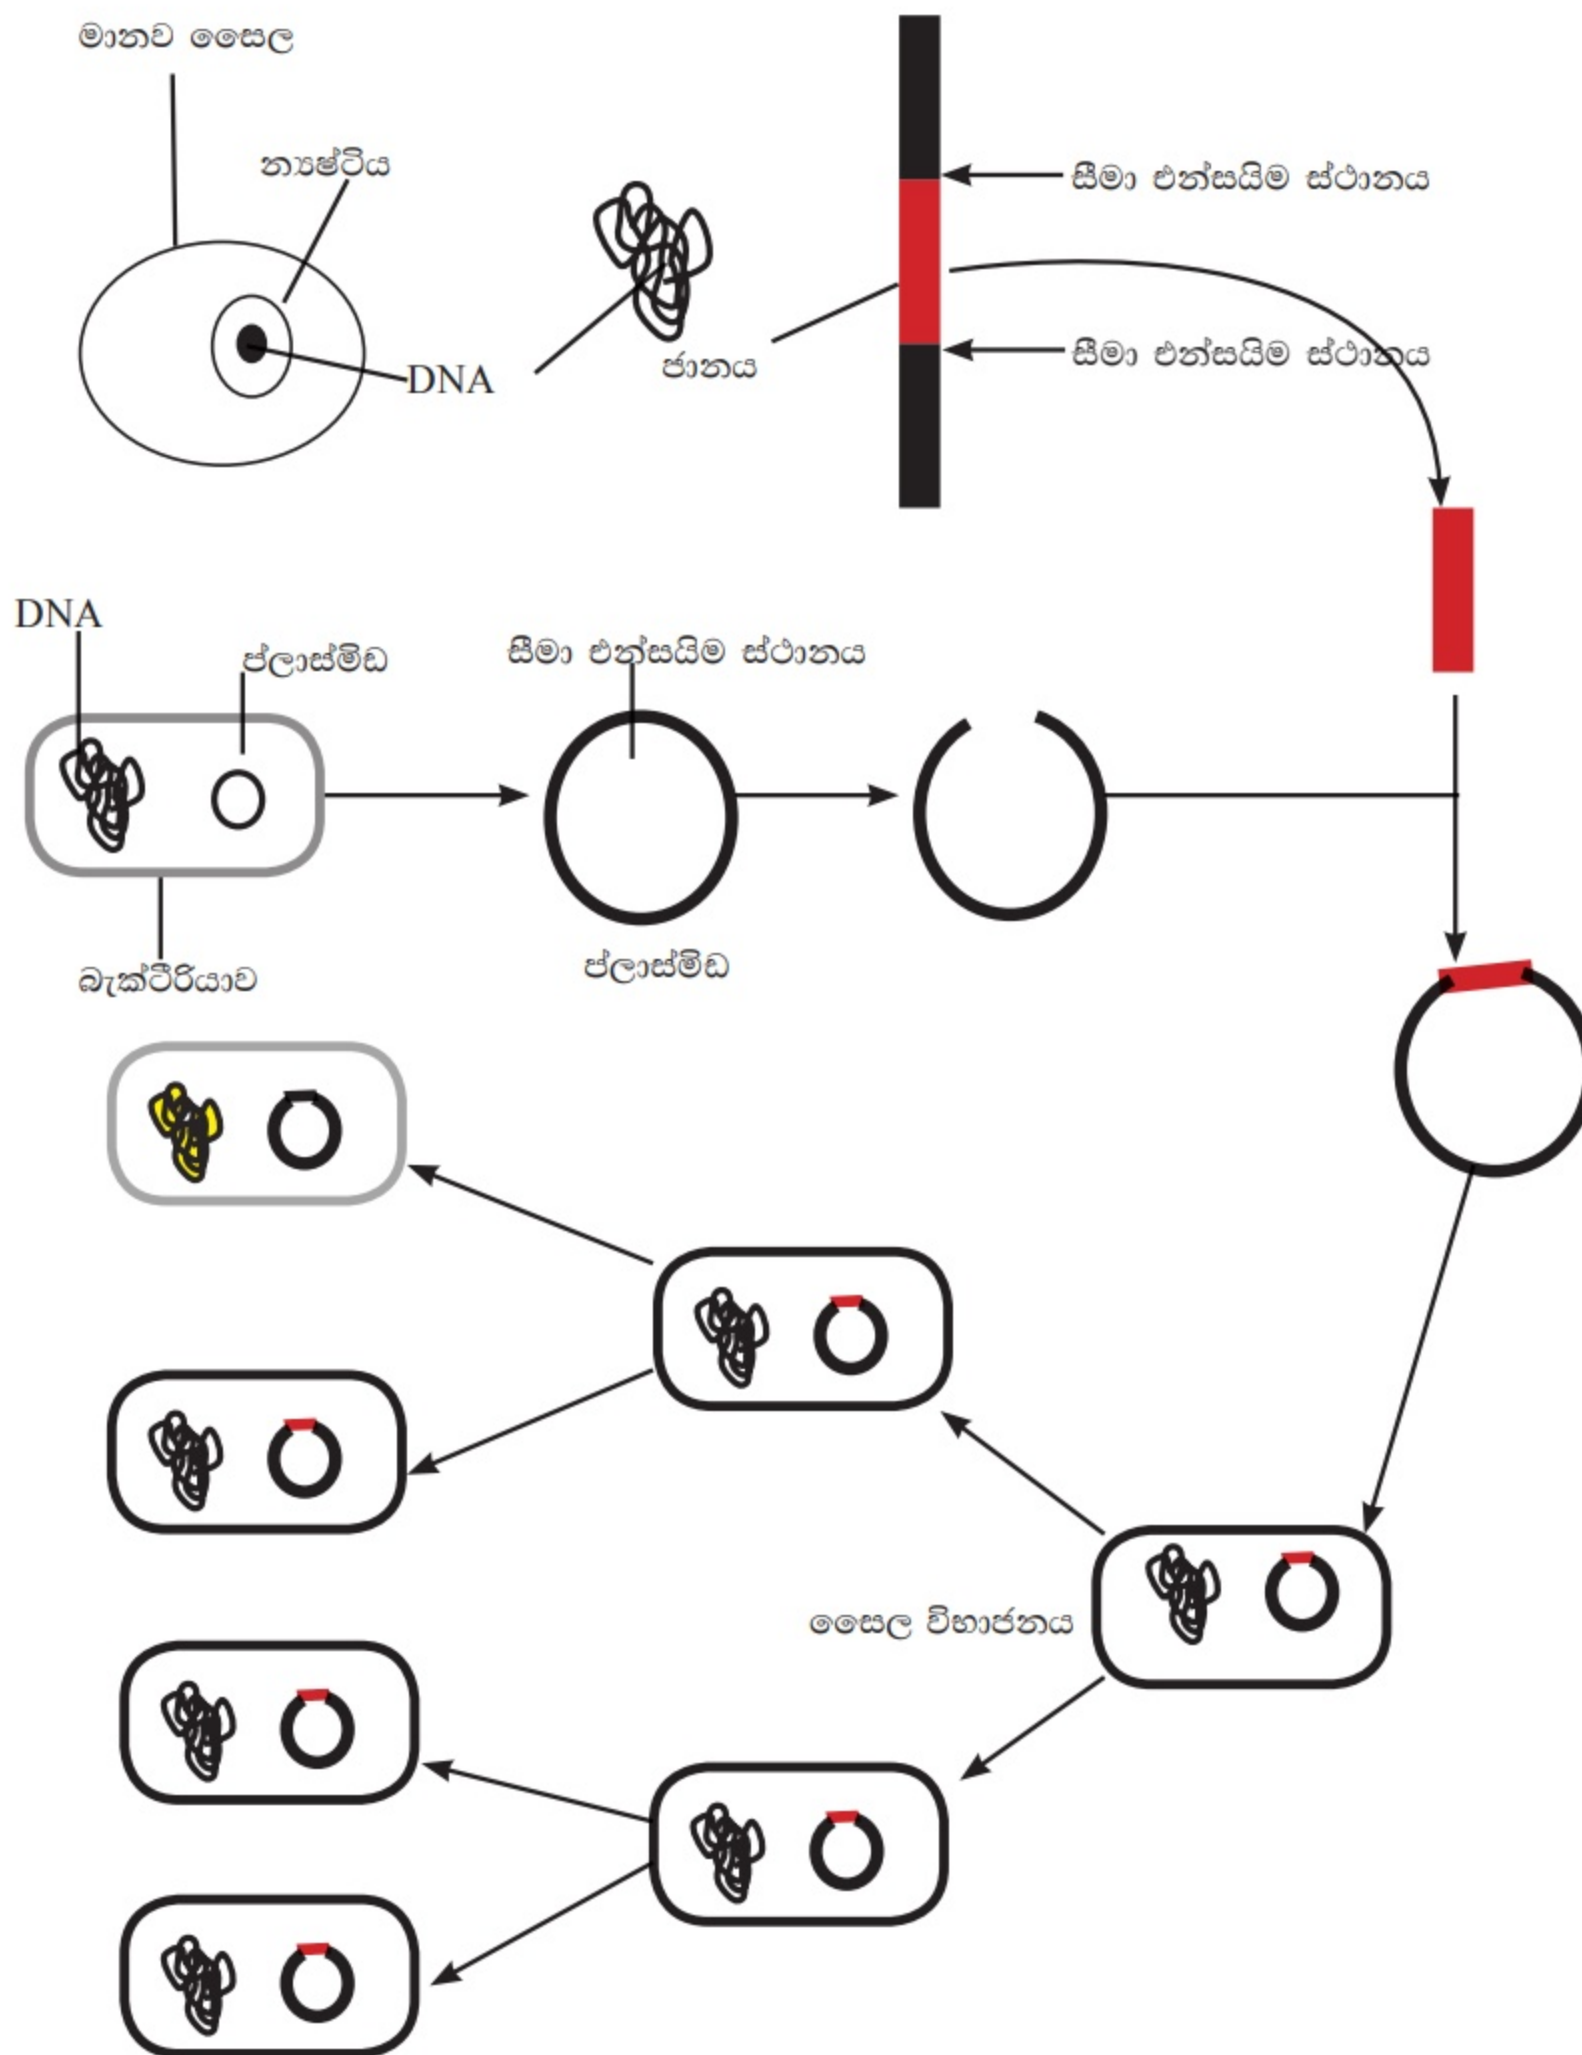 මානව සෛල
න්‍යෂ්ටිය
සීමා එන්සයිම ස්ථානය
ජානය
සීමා එන්සයිම ස්ථානය
DNA
DNA
ප්ලාස්මිඩ
සීමා එන්සයිම ස්ථානය
ප්ලාස්මිඩ
බැක්ටීරියාව
සෛල විභාජනය